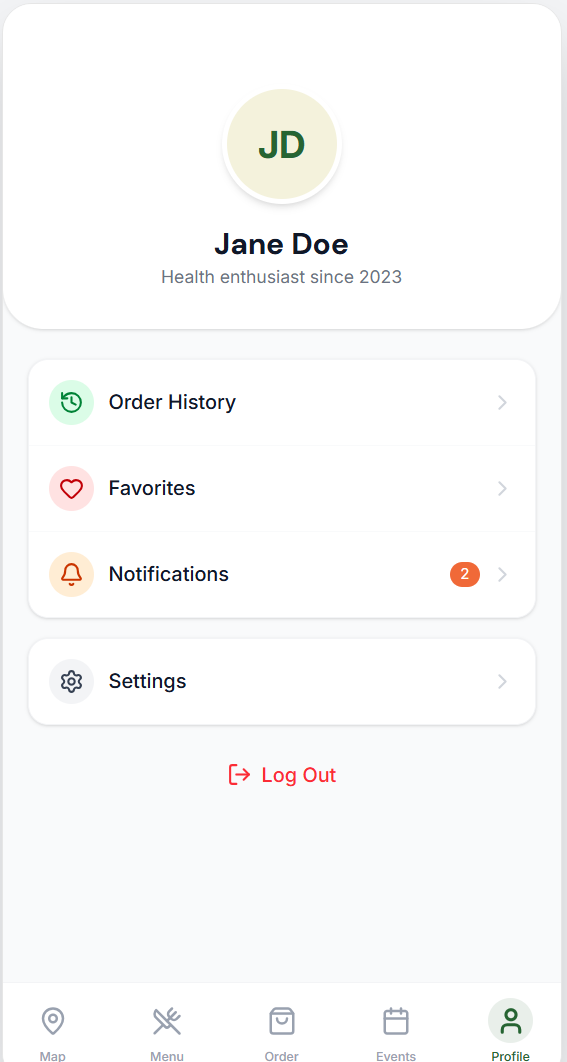 JD
Jane Doe
Health enthusiast since 2023
Order History
Favorites
Notifications 2
Settings
Log Out
Map Menu Order Events Profile